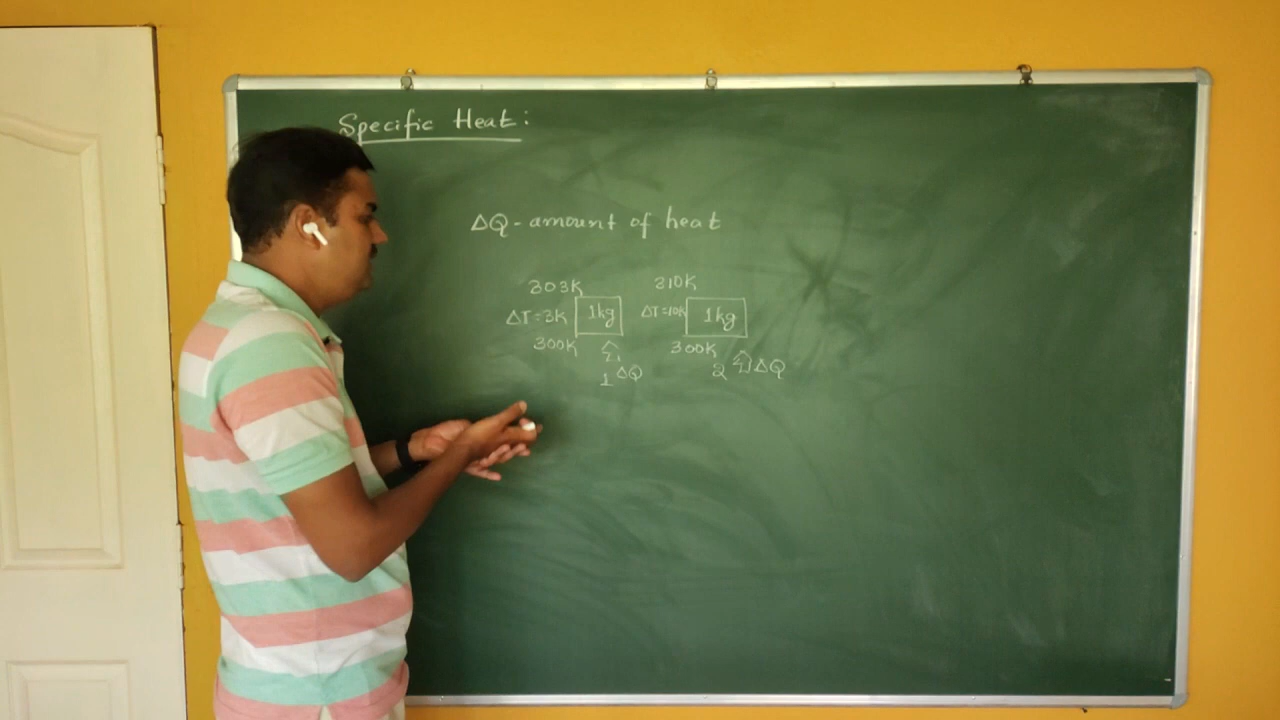 Specific Heat:
ΔQ - amount of heat
303K 310K
ΔT=3K 1kg ΔT=10K 1kg
300K 300K
1 ΔQ 2 ΔQ